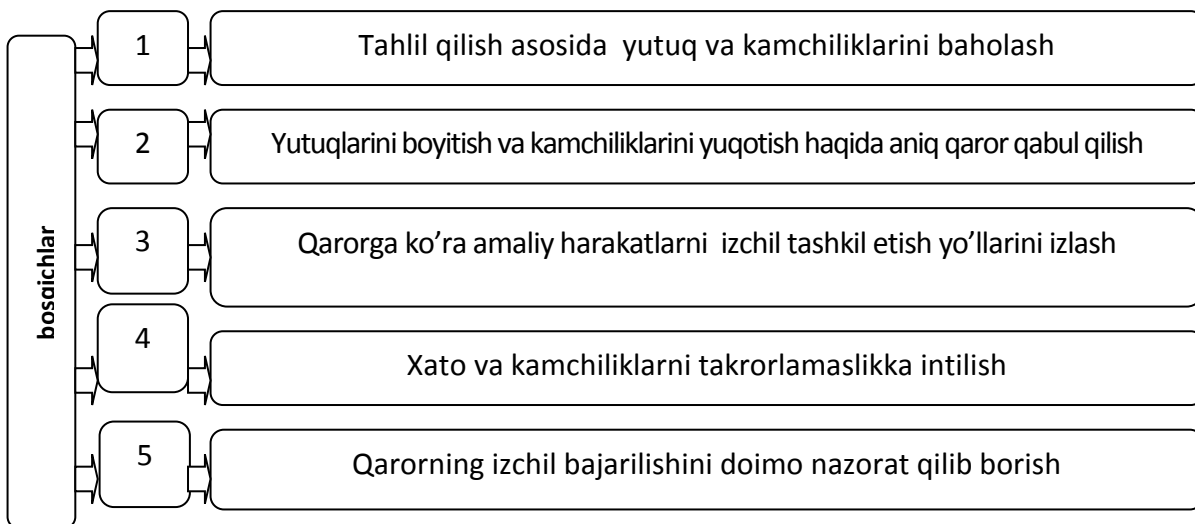 bosqichlar
1
Tahlil qilish asosida yutuq va kamchiliklarini baholash
2
Yutuqlarini boyitish va kamchiliklarini yuqotish haqida aniq qaror qabul qilish
3
Qarorga ko’ra amaliy harakatlarni izchil tashkil etish yo’llarini izlash
4
Xato va kamchiliklarni takrorlamaslikka intilish
5
Qarorning izchil bajarilishini doimo nazorat qilib borish